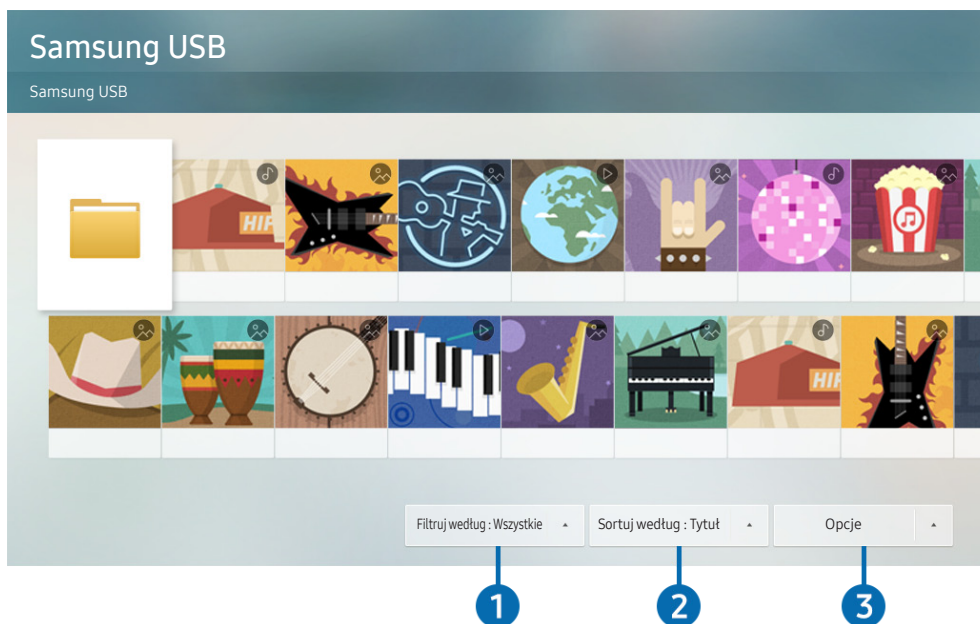 Samsung USB
Samsung USB
HIP
HIP
Filtruj według : Wszystkie
Sortuj według : Tytuł
Opcje
1
2
3